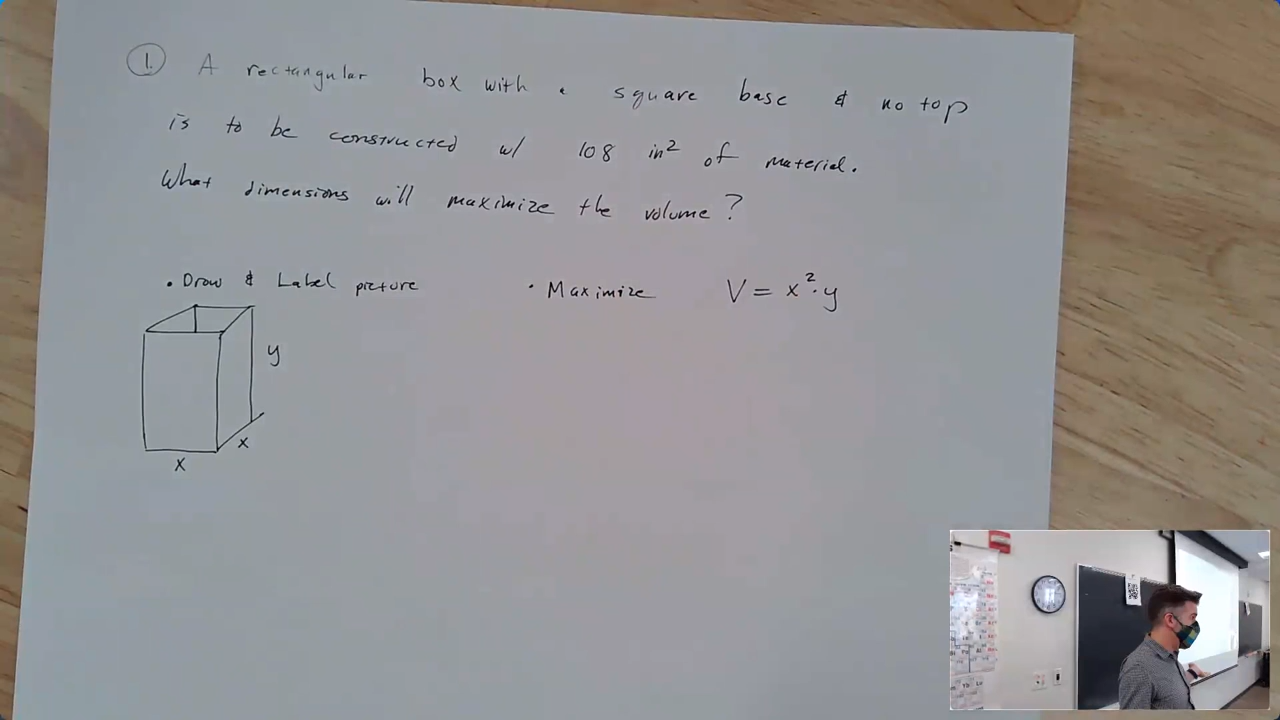 1. A rectangular box with a square base & no top
is to be constructed w/ 108 in² of material.
What dimensions will maximize the volume?
• Draw & Label picture
• Maximize V = x²·y
y
x
x